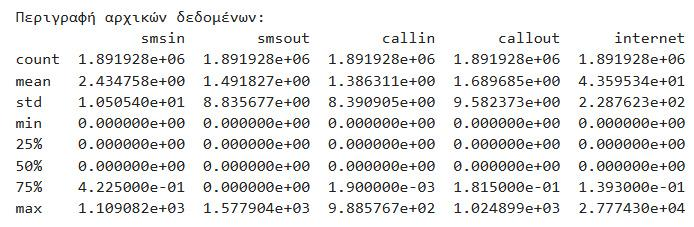 Περιγραφή αρχικών δεδομένων:
smsin smsout callin callout internet
count 1.891928e+06 1.891928e+06 1.891928e+06 1.891928e+06 1.891928e+06
mean 2.434758e+00 1.491827e+00 1.386311e+00 1.689685e+00 4.359534e+01
std 1.050540e+01 8.835677e+00 8.390905e+00 9.582373e+00 2.287623e+02
min 0.000000e+00 0.000000e+00 0.000000e+00 0.000000e+00 0.000000e+00
25% 0.000000e+00 0.000000e+00 0.000000e+00 0.000000e+00 0.000000e+00
50% 0.000000e+00 0.000000e+00 0.000000e+00 0.000000e+00 0.000000e+00
75% 4.225000e-01 0.000000e+00 1.900000e-03 1.815000e-01 1.393000e-01
max 1.109082e+03 1.577904e+03 9.885767e+02 1.024899e+03 2.777430e+04